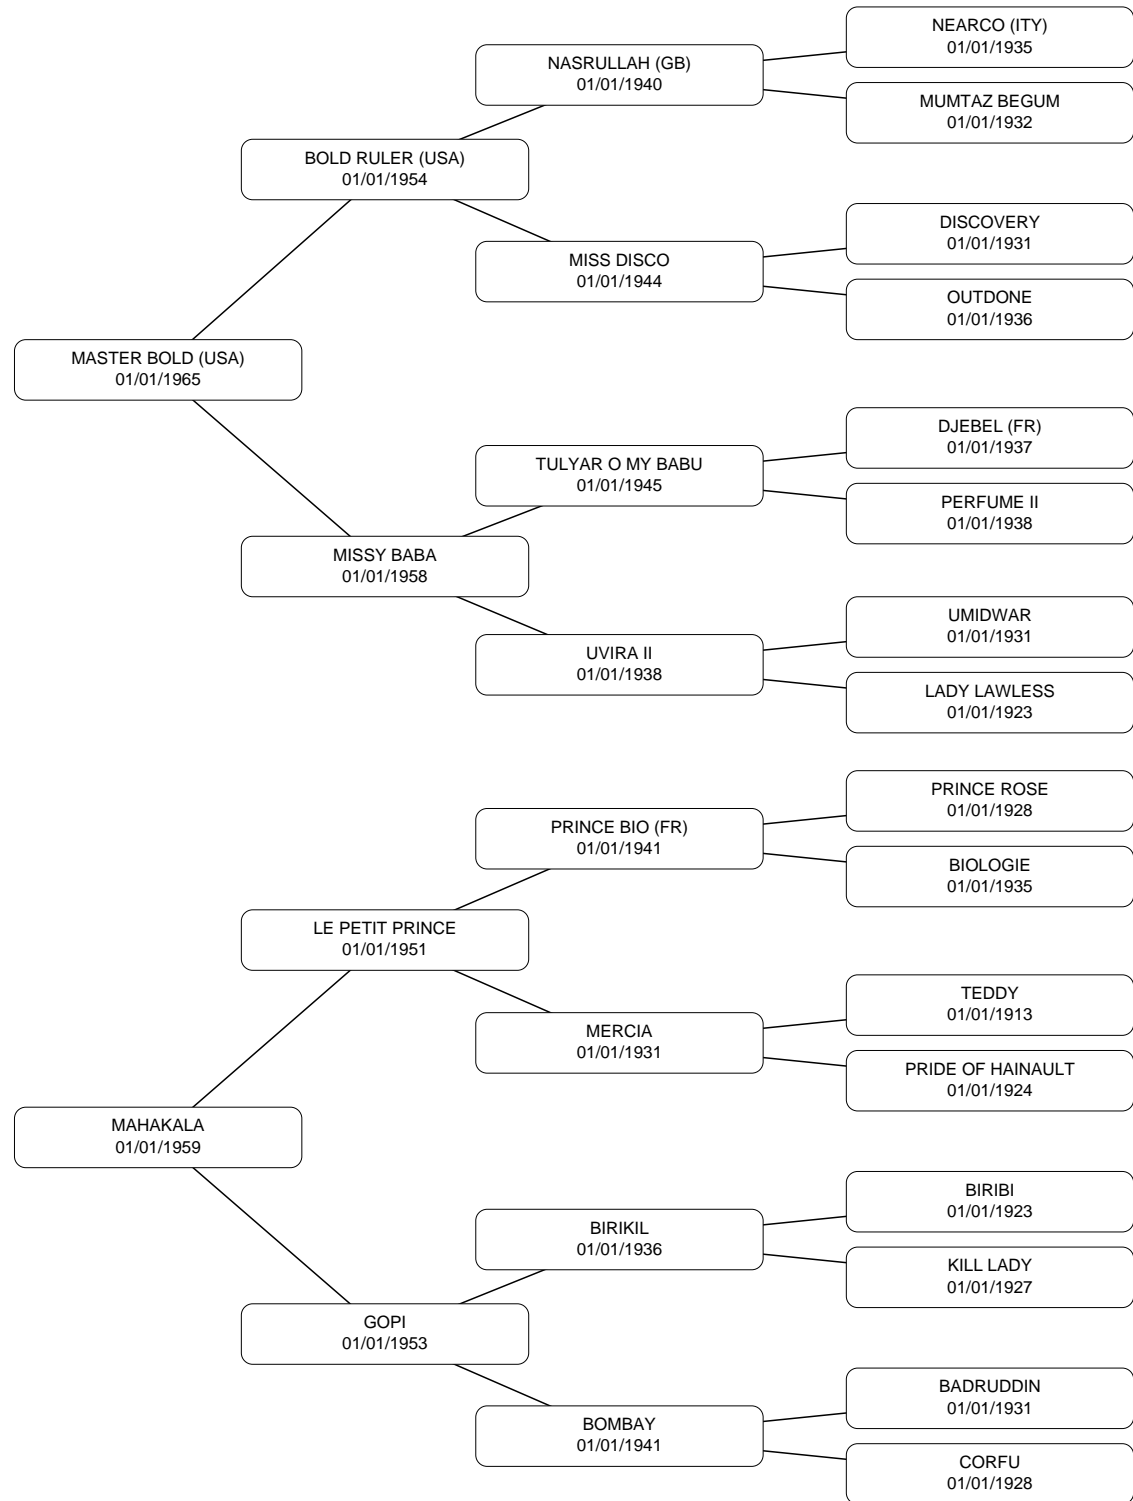 NEARCO (ITY)
01/01/1935
NASRULLAH (GB)
01/01/1940
MUMTAZ BEGUM
01/01/1932
BOLD RULER (USA)
01/01/1954
DISCOVERY
01/01/1931
MISS DISCO
01/01/1944
OUTDONE
01/01/1936
MASTER BOLD (USA)
01/01/1965
DJEBEL (FR)
01/01/1937
TULYAR O MY BABU
01/01/1945
PERFUME II
01/01/1938
MISSY BABA
01/01/1958
UMIDWAR
01/01/1931
UVIRA II
01/01/1938
LADY LAWLESS
01/01/1923
PRINCE ROSE
01/01/1928
PRINCE BIO (FR)
01/01/1941
BIOLOGIE
01/01/1935
LE PETIT PRINCE
01/01/1951
TEDDY
01/01/1913
MERCIA
01/01/1931
PRIDE OF HAINAULT
01/01/1924
MAHAKALA
01/01/1959
BIRIBI
01/01/1923
BIRIKIL
01/01/1936
KILL LADY
01/01/1927
GOPI
01/01/1953
BADRUDDIN
01/01/1931
BOMBAY
01/01/1941
CORFU
01/01/1928